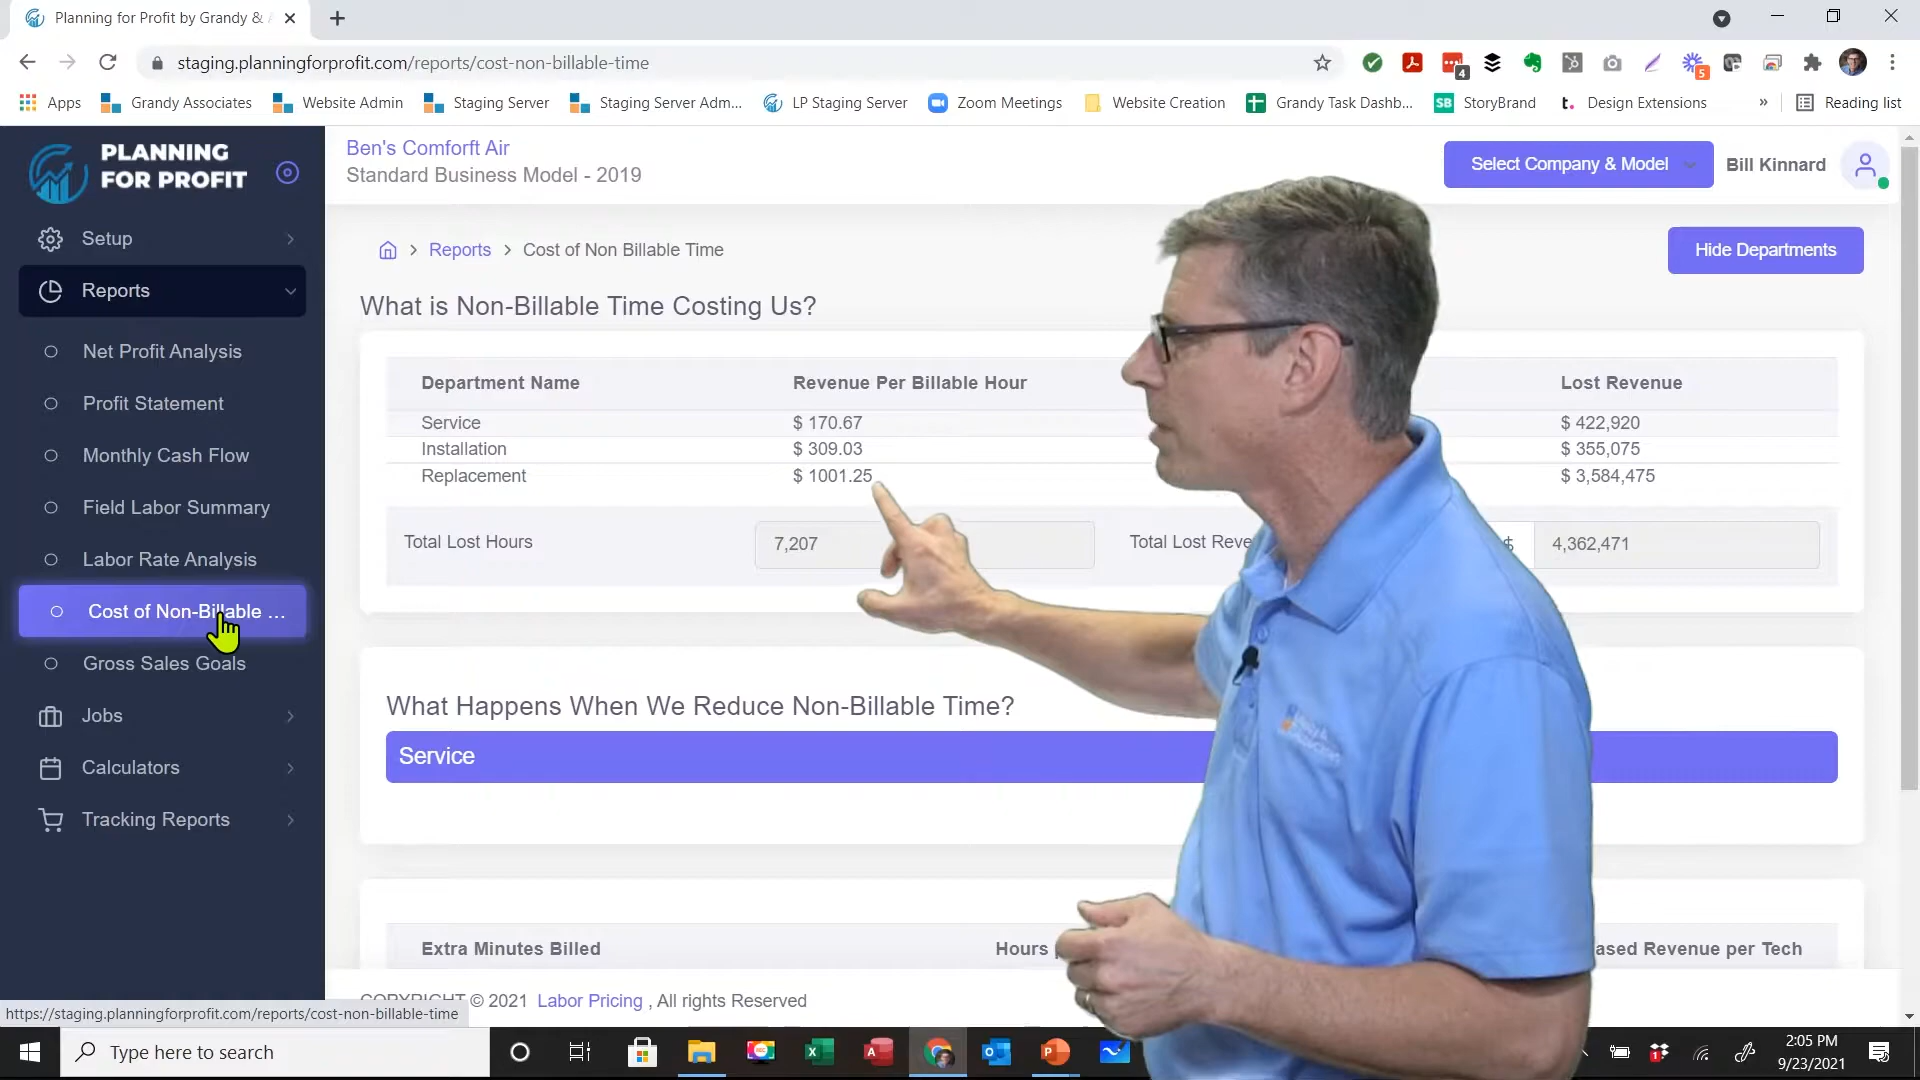 Planning for Profit by Grandy &
staging.planningforprofit.com/reports/cost-non-billable-time
4
5
Apps
Grandy Associates
Website Admin
Staging Server
Staging Server Adm...
LP Staging Server
Zoom Meetings
Website Creation
Grandy Task Dashb...
SB
StoryBrand
t.
Design Extensions
»
Reading list
PLANNING
FOR PROFIT
Ben's Comforft Air
Standard Business Model - 2019
Select Company & Model
Bill Kinnard
Setup
Reports
Net Profit Analysis
Profit Statement
Monthly Cash Flow
Field Labor Summary
Labor Rate Analysis
Cost of Non-Billable ...
Gross Sales Goals
Jobs
Calculators
Tracking Reports
Reports > Cost of Non Billable Time
Hide Departments
What is Non-Billable Time Costing Us?
Department Name Revenue Per Billable Hour Lost Revenue
Service $ 170.67 $ 422,920
Installation $ 309.03 $ 355,075
Replacement $ 1001.25 $ 3,584,475
Total Lost Hours 7,207 Total Lost $ 4,362,471
What Happens When We Reduce Non-Billable Time?
Service
Extra Minutes Billed Hours Revenue per Tech
COPYRIGHT © 2021 Labor Pricing , All rights Reserved
https://staging.planningforprofit.com/reports/cost-non-billable-time
Type here to search
2:05 PM
9/23/2021